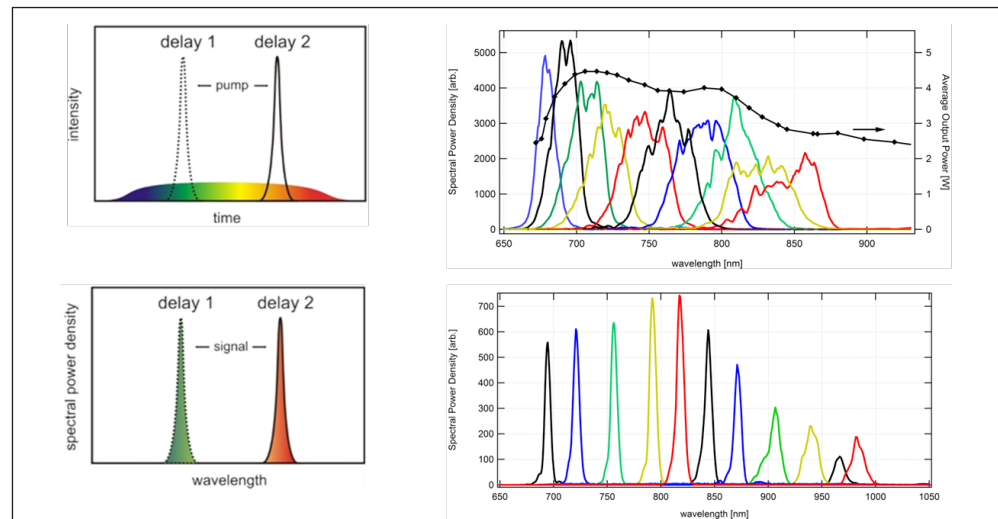 delay 1 delay 2
pump
intensity
time
5000
4000
3000
2000
1000
0
Spectral Power Density [arb.]
5
4
3
2
1
0
Average Output Power [W]
650 700 750 800 850 900
wavelength [nm]
delay 1 delay 2
signal
spectral power density
wavelength
700
600
500
400
300
200
100
0
Spectral Power Density [arb.]
650 700 750 800 850 900 950 1000 1050
wavelength [nm]